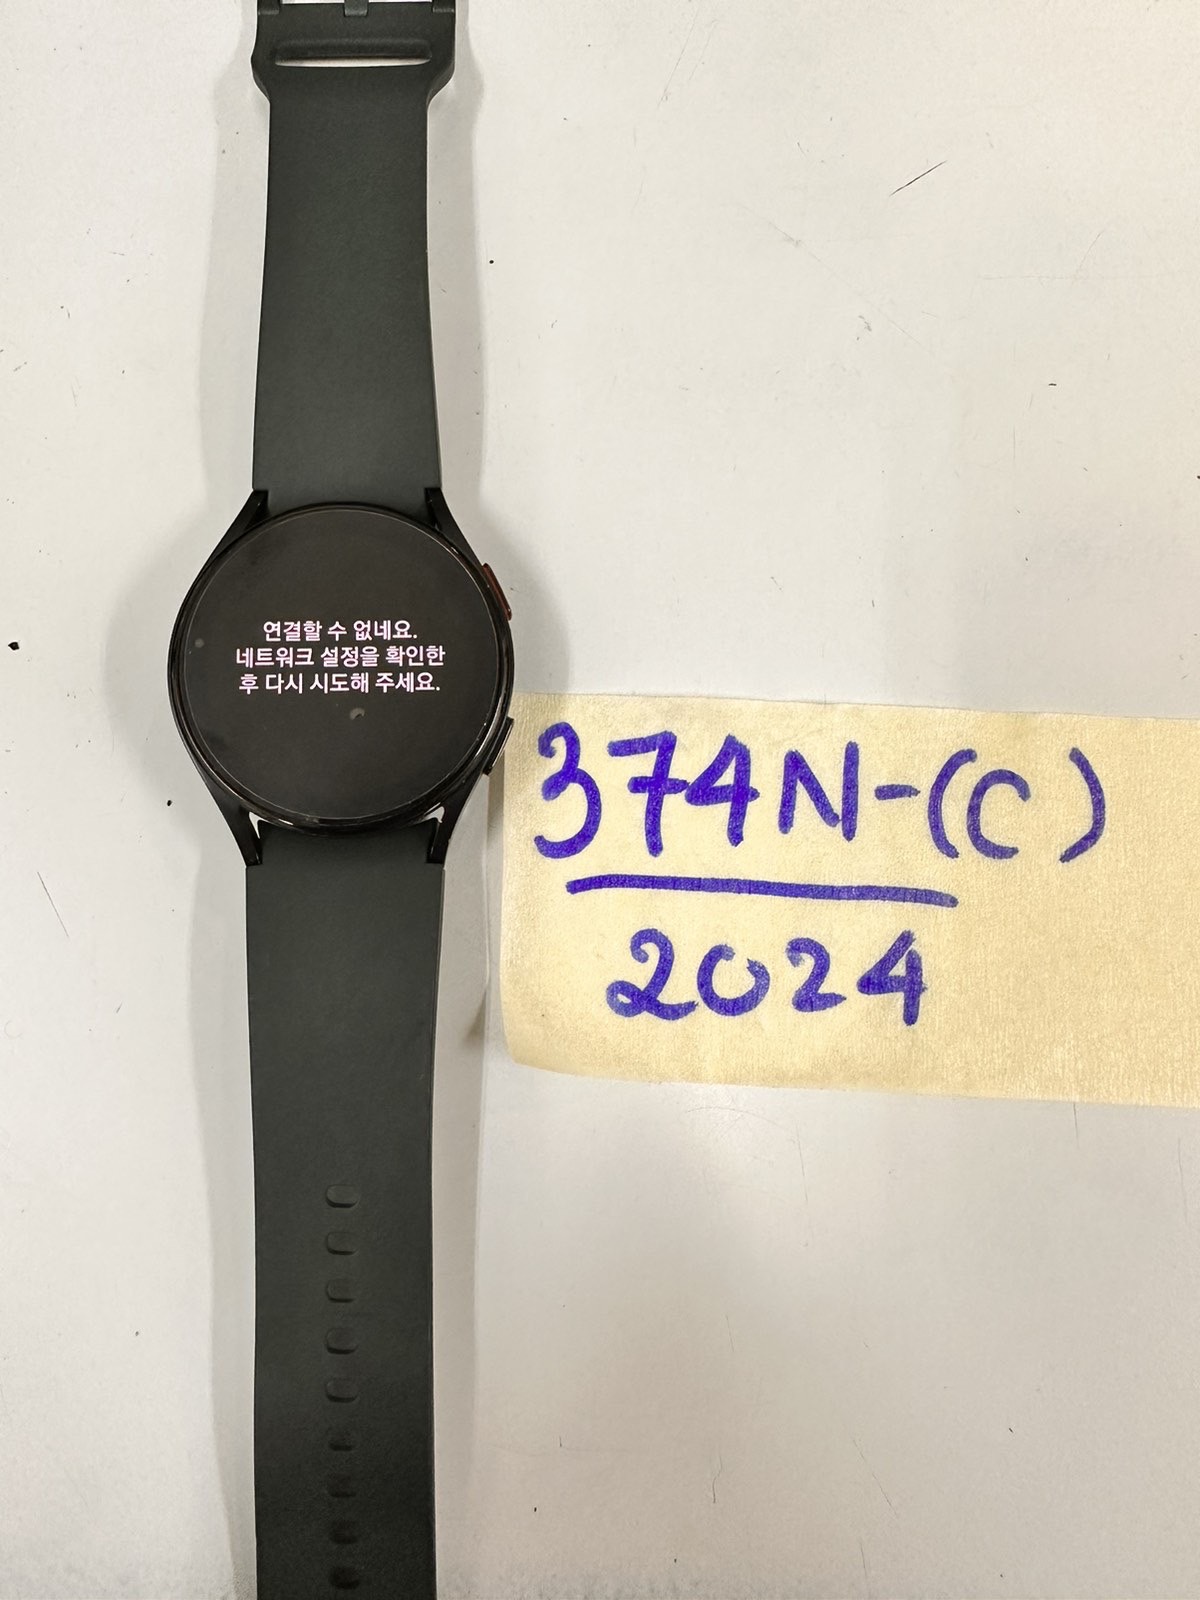 연결할 수 없네요.
네트워크 설정을 확인한
후 다시 시도해 주세요.
374N-(C)
2024